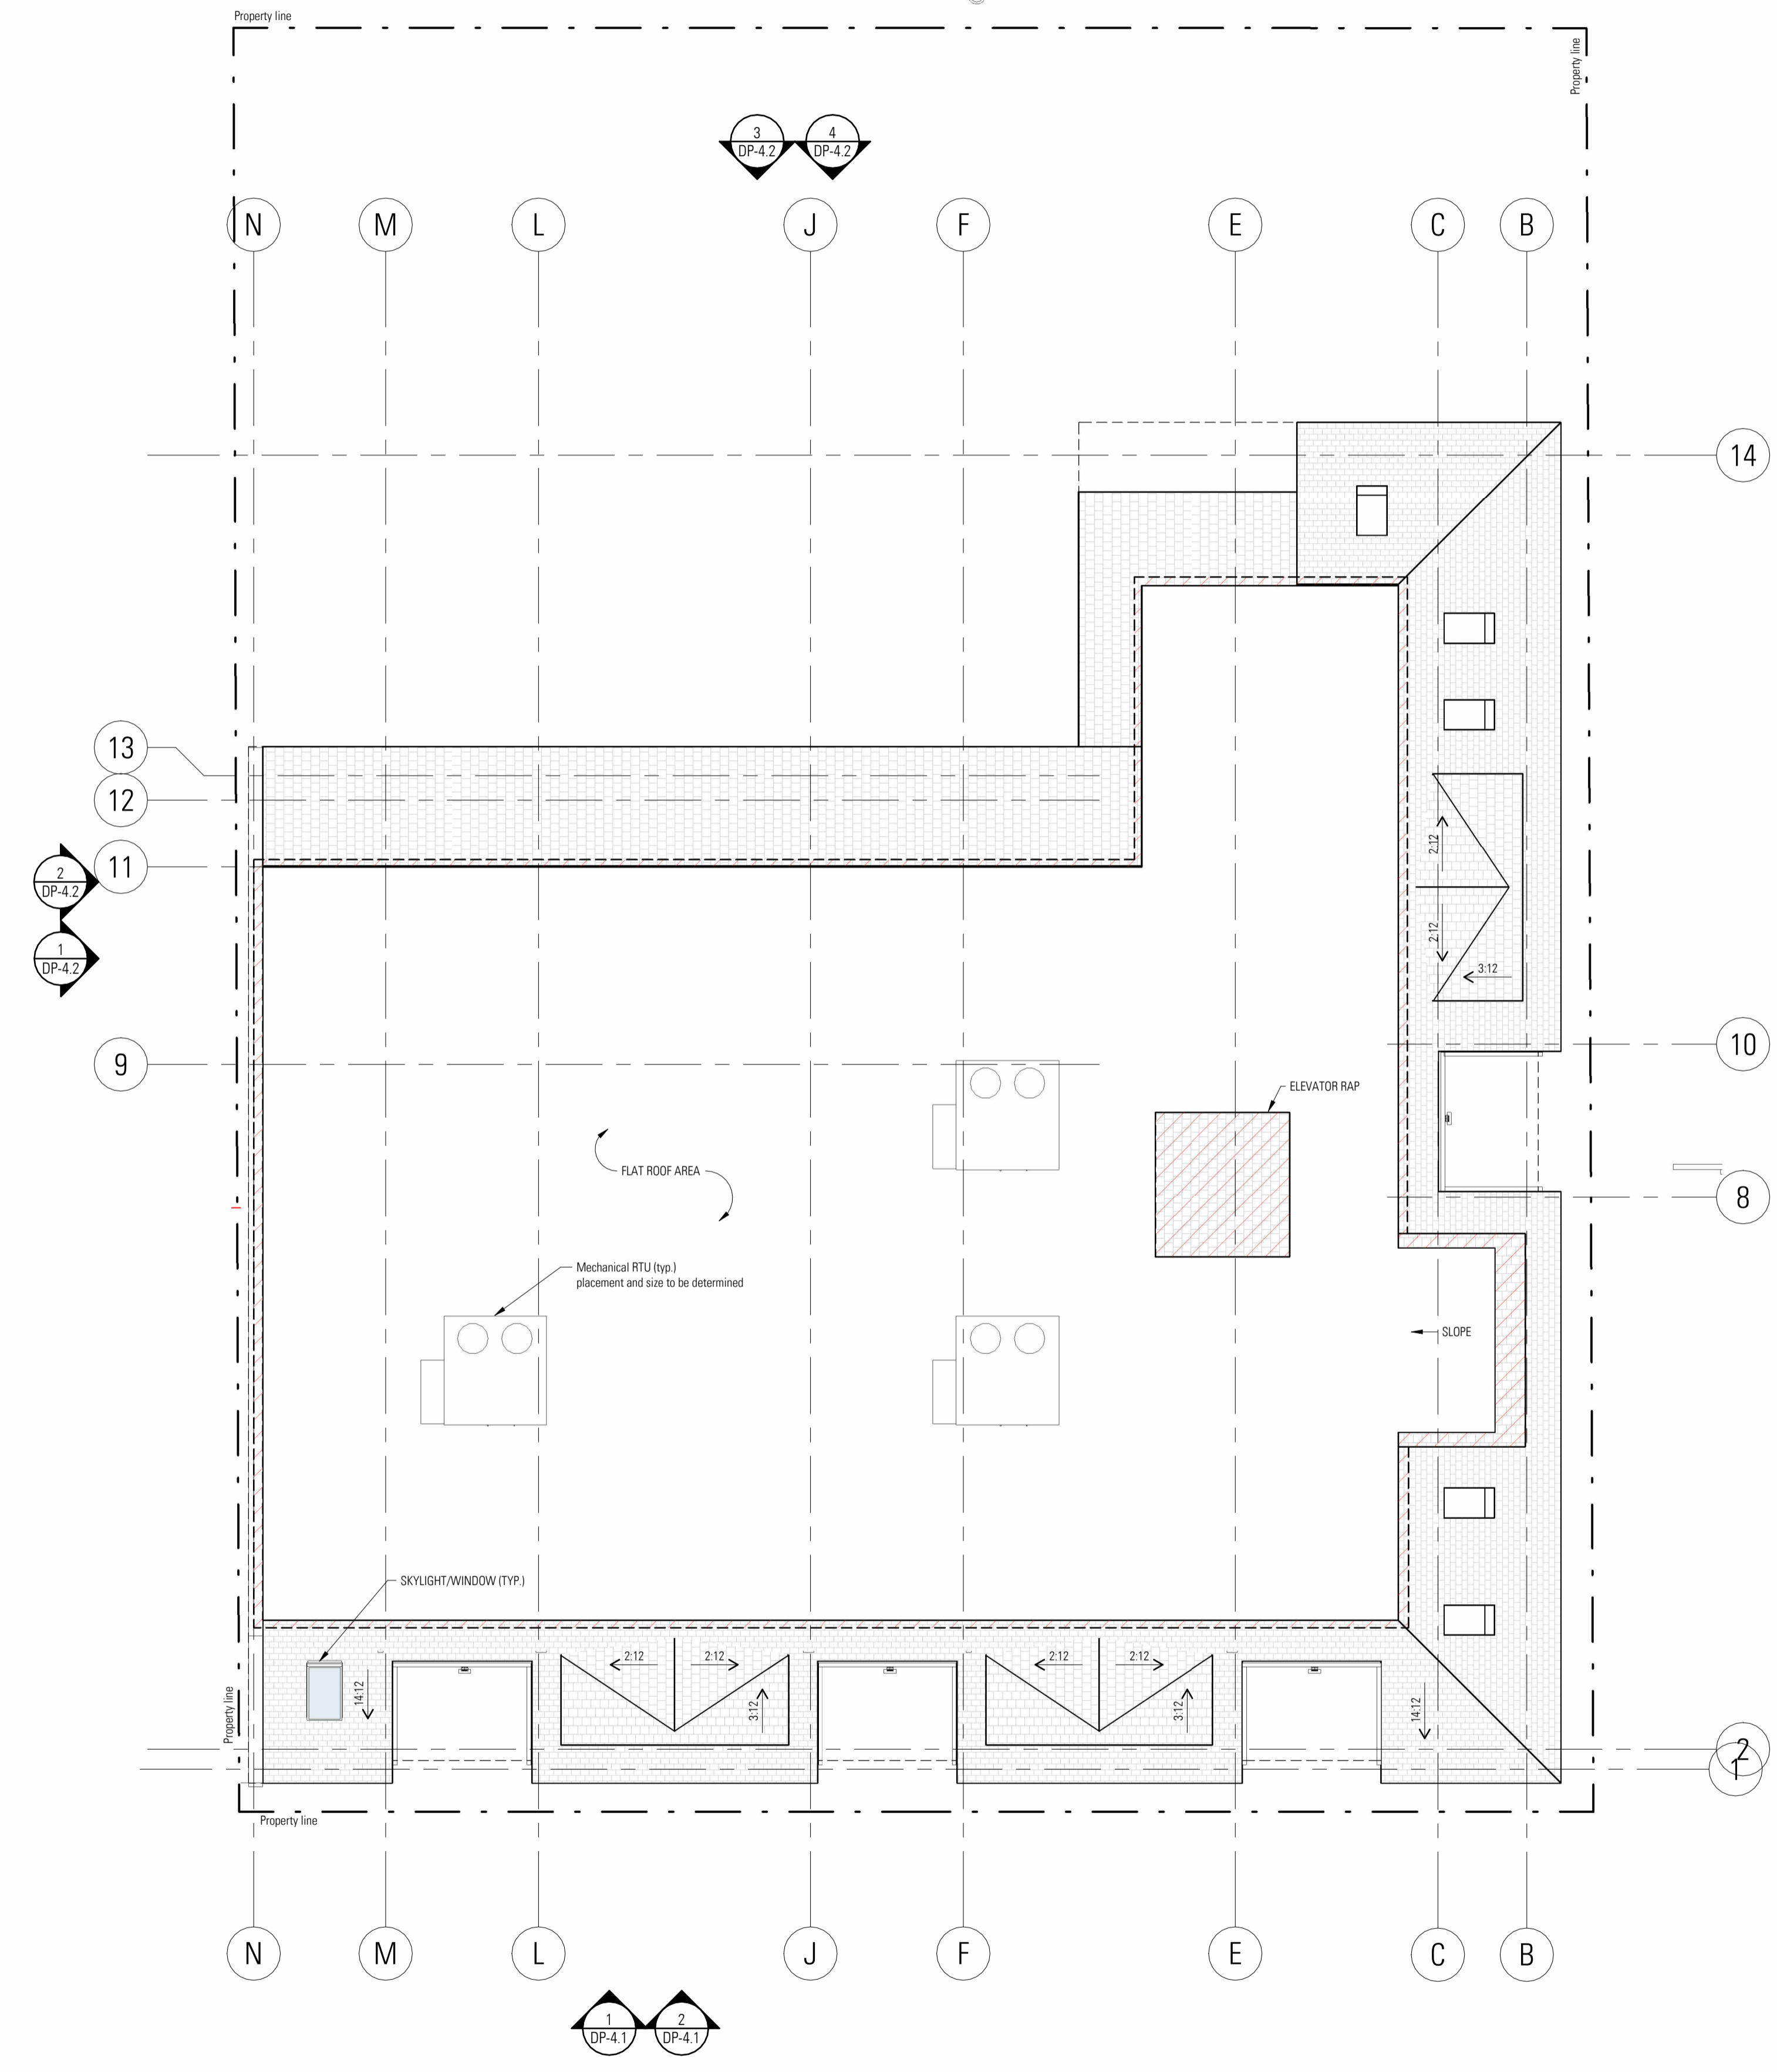 Property line
Property line
3
DP-4.2
4
DP-4.2
N
M
L
J
F
E
C
B
14
13
12
11
2
DP-4.2
1
DP-4.2
2:12
2:12
3:12
10
9
ELEVATOR RAP
FLAT ROOF AREA
8
Mechanical RTU (typ.)
placement and size to be determined
SLOPE
SKYLIGHT/WINDOW (TYP.)
2:12
2:12
2:12
2:12
14:12
3:12
3:12
14:12
Property line
2
1
Property line
N
M
L
J
F
E
C
B
1
DP-4.1
2
DP-4.1